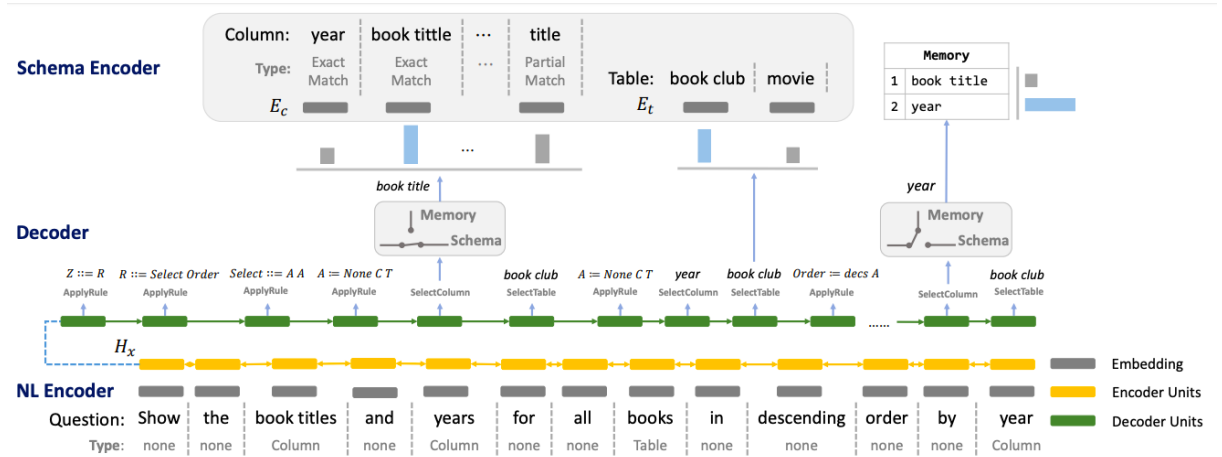 Column: year book tittle ... title
Schema Encoder
Type: Exact Match Exact Match ... Partial Match
Table: book club movie
E_c
E_t
Memory
1 book title
2 year
...
book title
year
Memory
Schema
Memory
Schema
Decoder
Z ::= R R ::= Select Order Select ::= A A A ≔ None C T book club A ≔ None C T year book club Order ≔ decs A book club
ApplyRule ApplyRule ApplyRule ApplyRule SelectColumn SelectTable ApplyRule SelectColumn SelectTable ApplyRule SelectColumn SelectTable
......
H_x
NL Encoder
Embedding
Encoder Units
Decoder Units
Question: Show the book titles and years for all books in descending order by year
Type: none none Column none Column none none Table none none none none Column